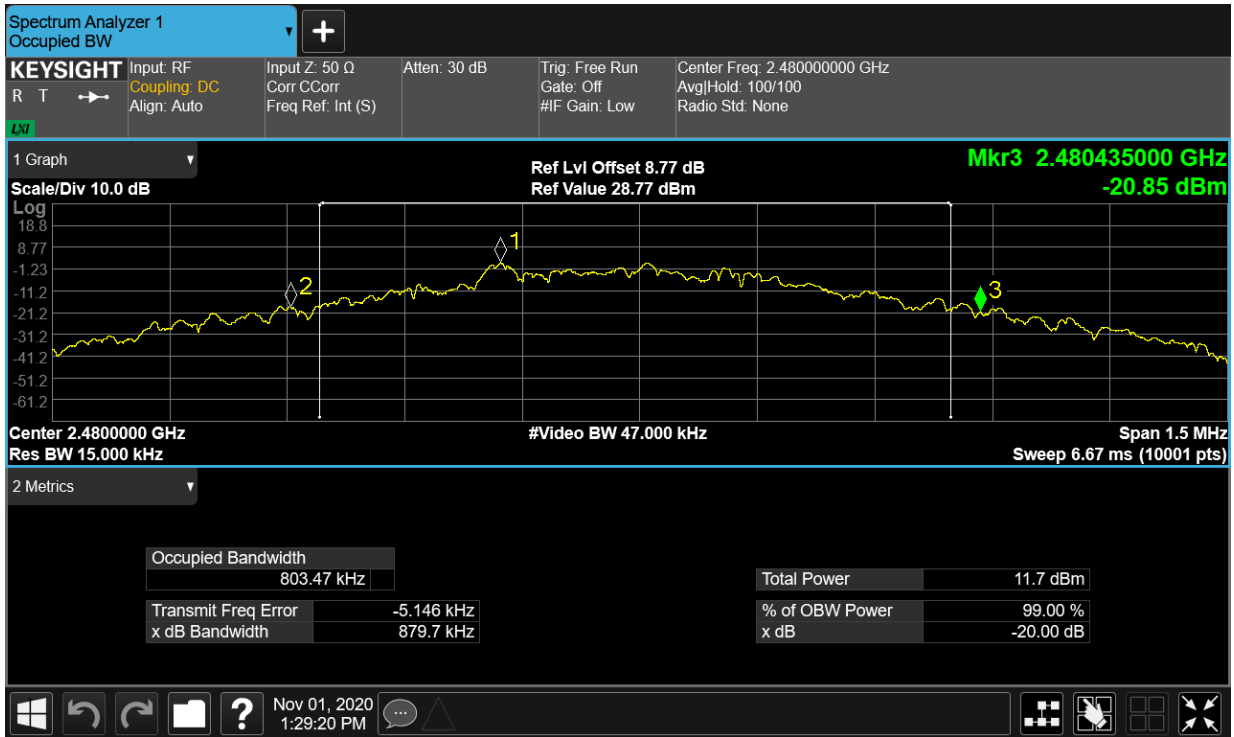 Spectrum Analyzer 1
Occupied BW
KEYSIGHT
R T
LXI
Input: RF
Coupling: DC
Align: Auto
Input Z: 50 Ω
Corr CCorr
Freq Ref: Int (S)
Atten: 30 dB
Trig: Free Run
Gate: Off
#IF Gain: Low
Center Freq: 2.480000000 GHz
Avg|Hold: 100/100
Radio Std: None
1 Graph
Scale/Div 10.0 dB
Ref Lvl Offset 8.77 dB
Ref Value 28.77 dBm
Mkr3 2.480435000 GHz
-20.85 dBm
Log
18.8
8.77
-1.23
-11.2
-21.2
-31.2
-41.2
-51.2
-61.2
1
2
3
Center 2.4800000 GHz
Res BW 15.000 kHz
#Video BW 47.000 kHz
Span 1.5 MHz
Sweep 6.67 ms (10001 pts)
2 Metrics
Occupied Bandwidth
803.47 kHz
Transmit Freq Error -5.146 kHz
x dB Bandwidth 879.7 kHz
Total Power 11.7 dBm
% of OBW Power 99.00 %
x dB -20.00 dB
?
Nov 01, 2020
1:29:20 PM